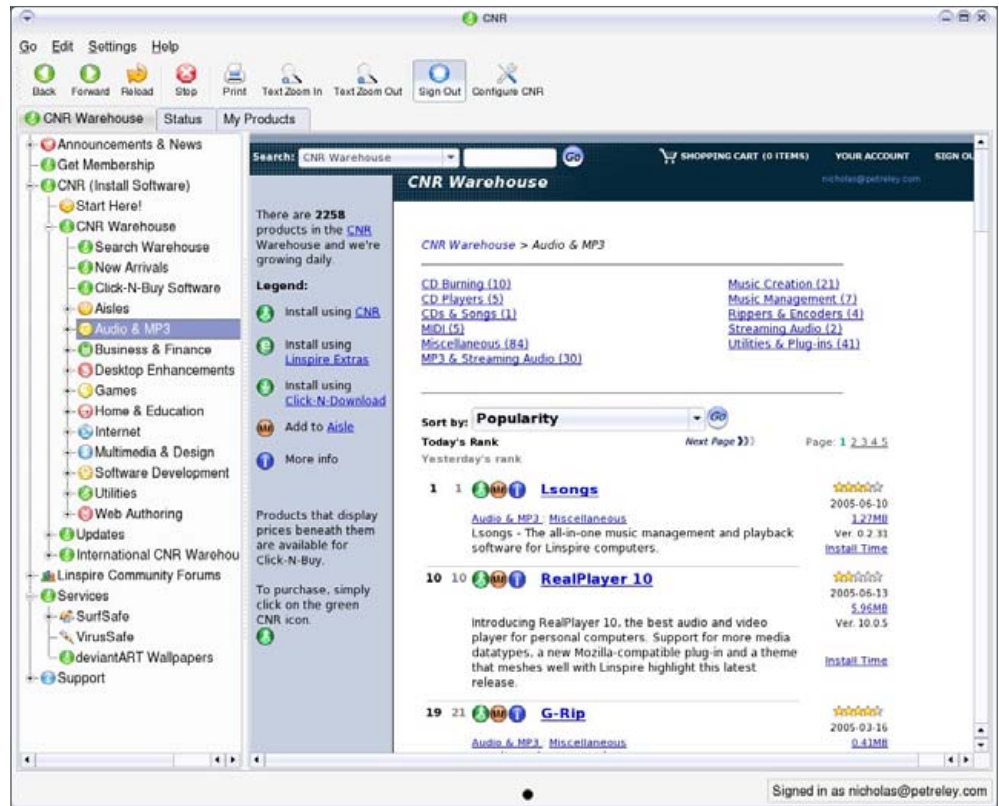 CNR
Go Edit Settings Help
Back Forward Reload Stop Print Text Zoom In Text Zoom Out Sign Out Configure CNR
CNR Warehouse Status My Products
Announcements & News
Get Membership
CNR (Install Software)
Start Here!
CNR Warehouse
Search Warehouse
New Arrivals
Click-N-Buy Software
Aisles
Audio & MP3
Business & Finance
Desktop Enhancements
Games
Home & Education
Internet
Multimedia & Design
Software Development
Utilities
Web Authoring
Updates
International CNR Warehou
Linspire Community Forums
Services
SurfSafe
VirusSafe
deviantART Wallpapers
Support
Search: CNR Warehouse Go SHOPPING CART (0 ITEMS) YOUR ACCOUNT SIGN OU
CNR Warehouse nicholas@petreley.com
There are 2258
products in the CNR
Warehouse and we're
growing daily.
Legend:
Install using CNR
Install using
Linspire Extras
Install using
Click-N-Download
Add to Aisle
More info
Products that display
prices beneath them
are available for
Click-N-Buy.
To purchase, simply
click on the green
CNR icon.
CNR Warehouse > Audio & MP3
CD Burning (10)
CD Players (5)
CDs & Songs (1)
MIDI (5)
Miscellaneous (84)
MP3 & Streaming Audio (30)
Music Creation (21)
Music Management (7)
Rippers & Encoders (4)
Streaming Audio (2)
Utilities & Plug-ins (41)
Sort by: Popularity Go
Today's Rank Next Page Page: 1 2 3 4 5
Yesterday's rank
1 1 Lsongs
2005-06-10
Audio & MP3 : Miscellaneous 1.27MB
Lsongs - The all-in-one music management and playback Ver. 0.2.31
software for Linspire computers. Install Time
10 10 RealPlayer 10
2005-06-13
5.96MB
Introducing RealPlayer 10, the best audio and video Ver. 10.0.5
player for personal computers. Support for more media
datatypes, a new Mozilla-compatible plug-in and a theme
that meshes well with Linspire highlight this latest Install Time
release.
19 21 G-Rip
2005-03-16
Audio & MP3 Miscellaneous 0.41MB
Signed in as nicholas@petreley.com